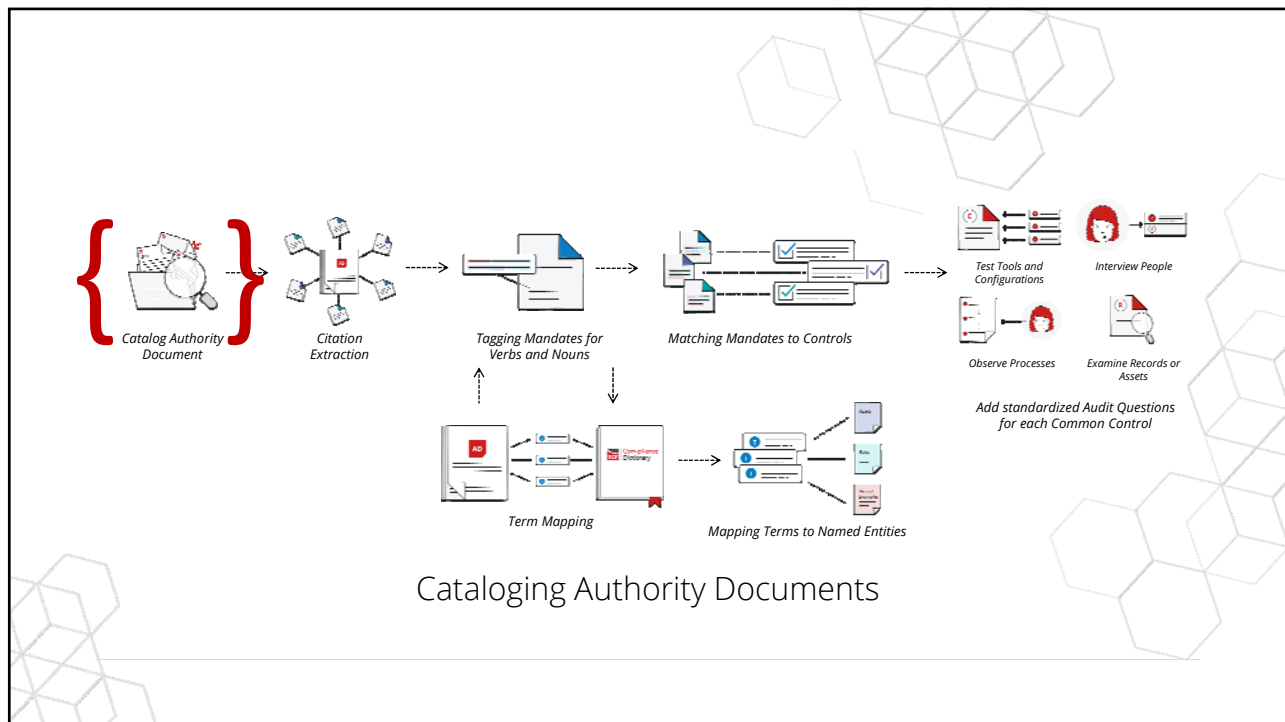 Catalog Authority
Document
Citation
Extraction
Tagging Mandates for
Verbs and Nouns
Matching Mandates to Controls
Test Tools and
Configurations
Interview People
Observe Processes
Examine Records or
Assets
Add standardized Audit Questions
for each Common Control
AD
AD
Compliance
Dictionary
Term Mapping
Mapping Terms to Named Entities
Cataloging Authority Documents